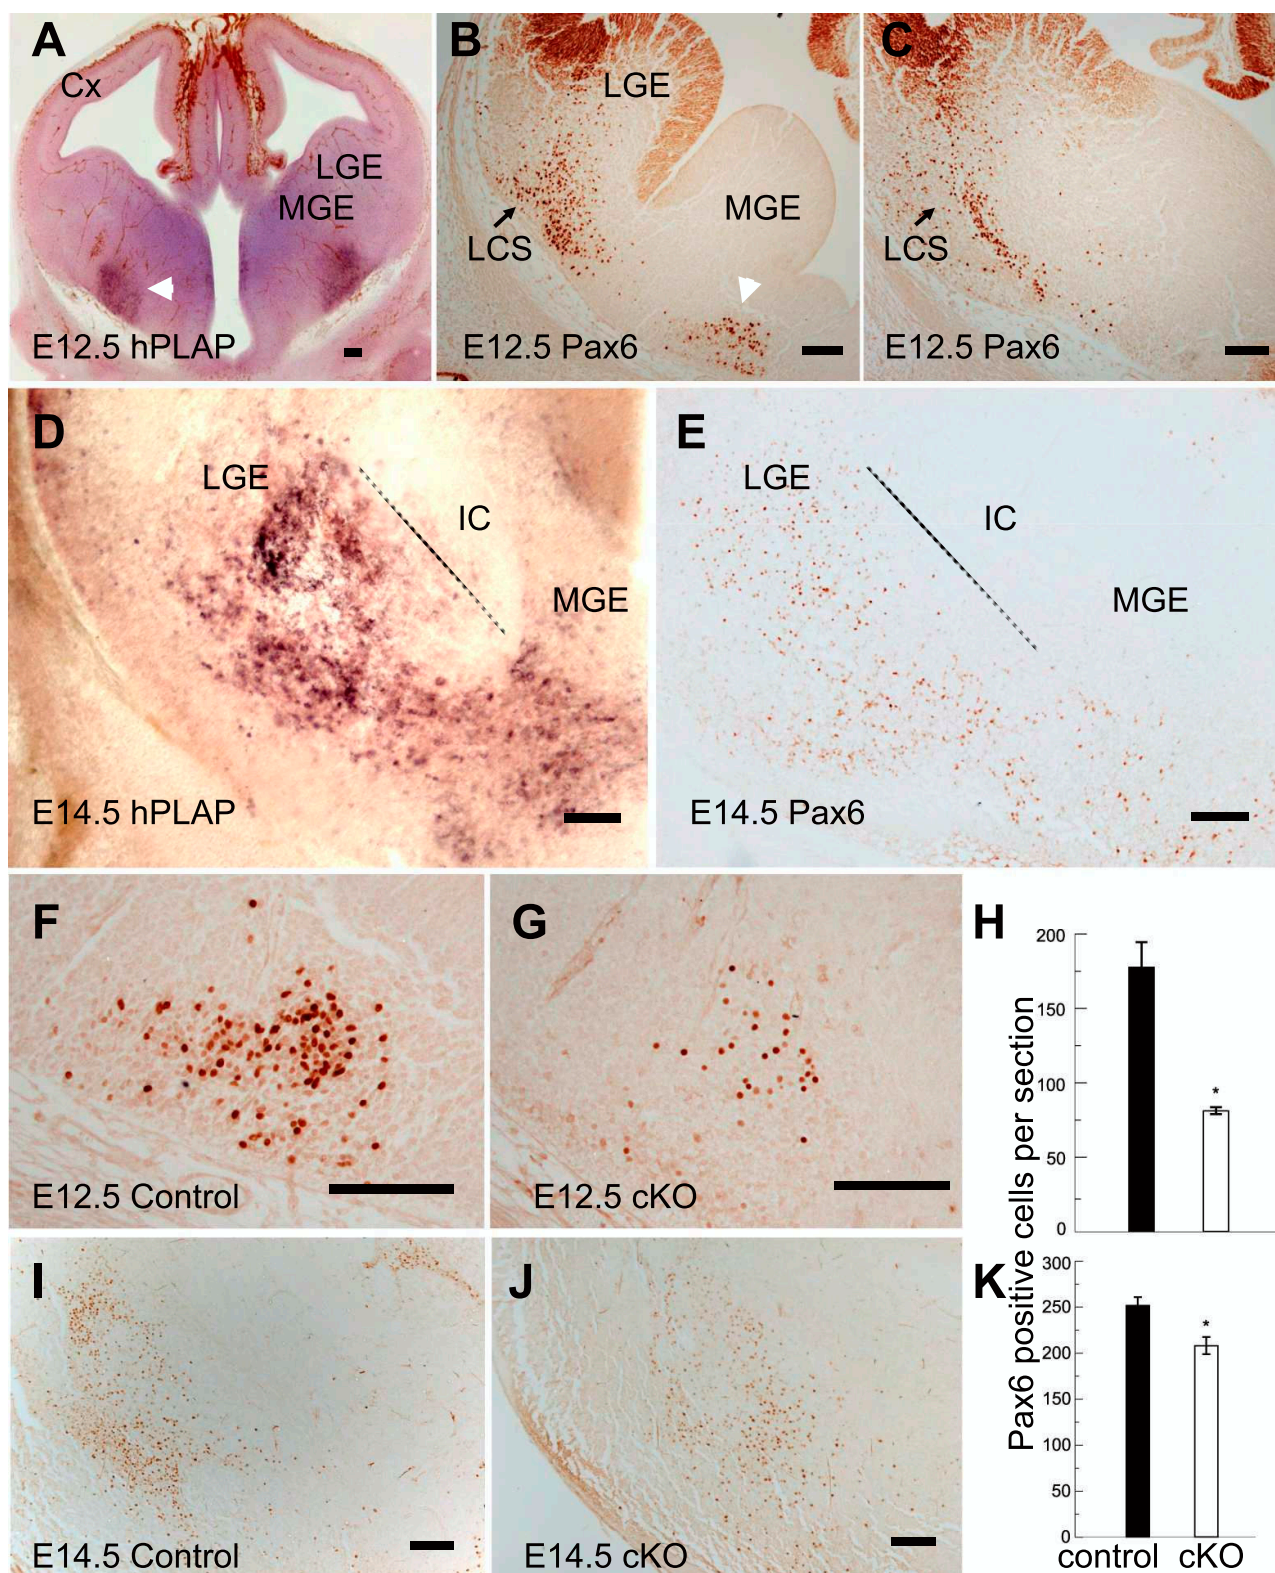 A
Cx
LGE
MGE
E12.5 hPLAP
B
LGE
MGE
LCS
E12.5 Pax6
C
LCS
E12.5 Pax6
D
LGE
IC
MGE
E14.5 hPLAP
E
LGE
IC
MGE
E14.5 Pax6
F
E12.5 Control
G
E12.5 cKO
H
200
150
100
50
0
*
Pax6 positive cells per section
I
E14.5 Control
J
E14.5 cKO
K
300
250
200
150
100
50
0
*
control cKO